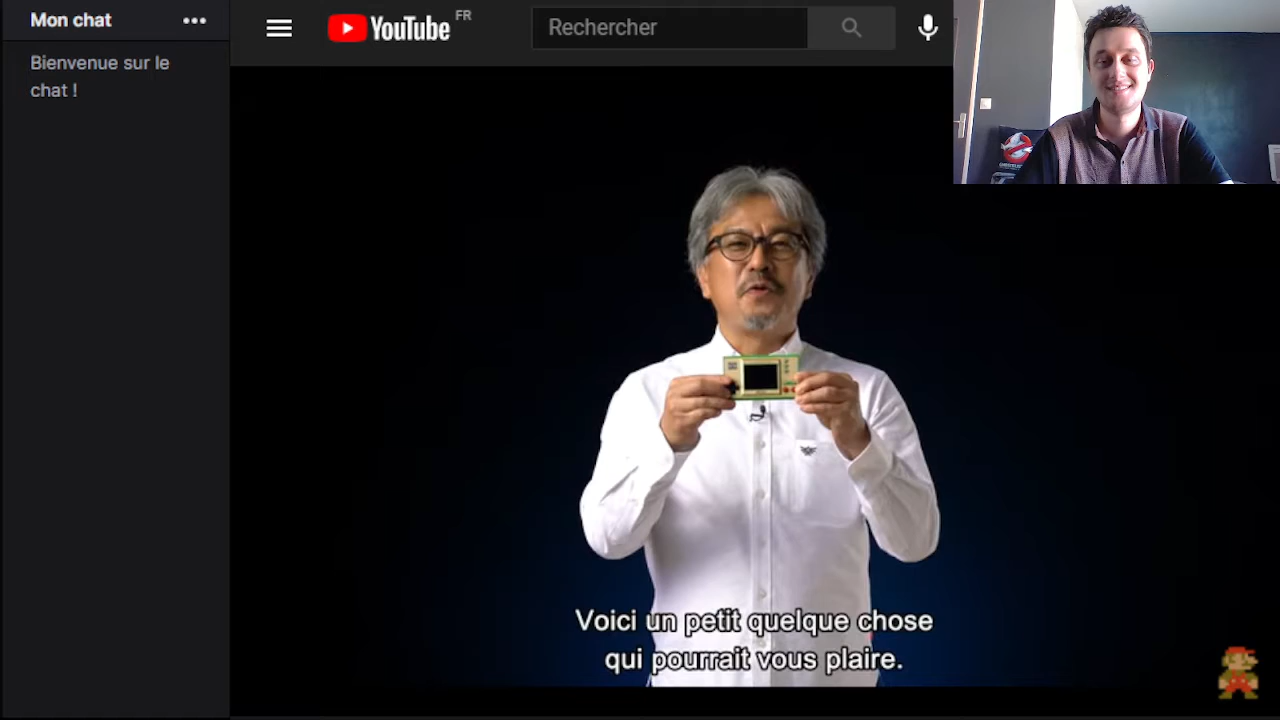 Mon chat
Bienvenue sur le
chat !
YouTube FR
Rechercher
Voici un petit quelque chose
qui pourrait vous plaire.